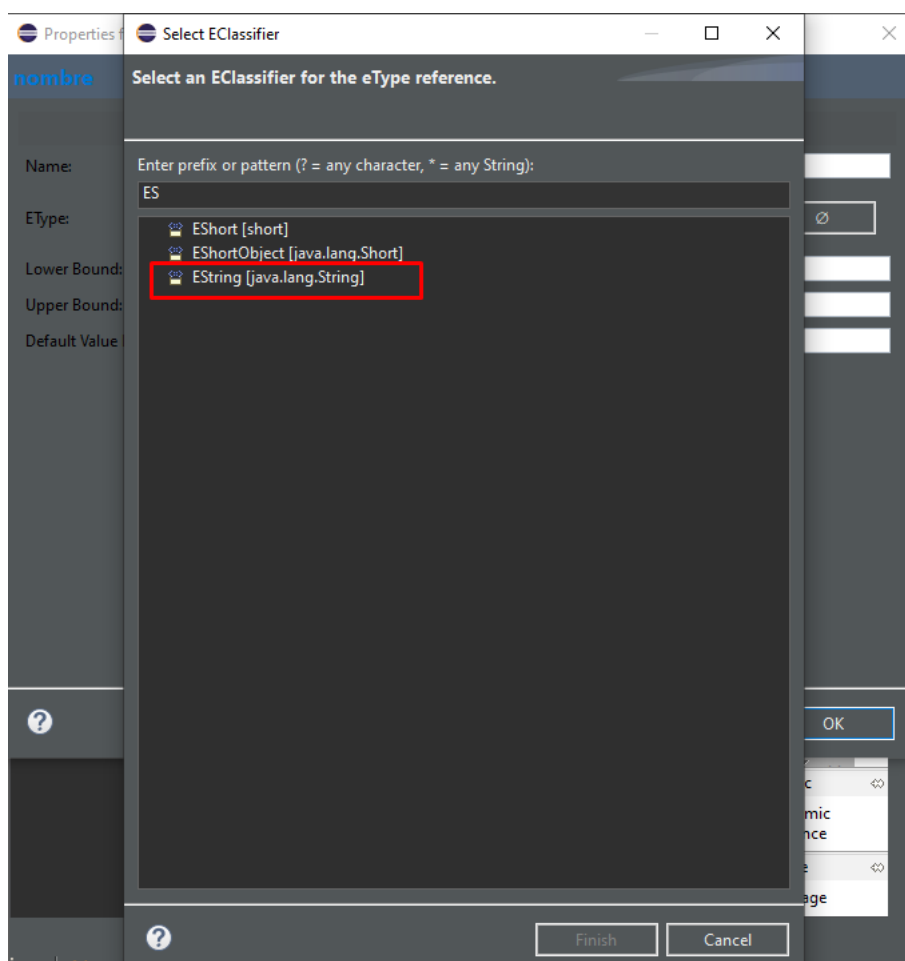 Properties f
Select EClassifier
nombre
Select an EClassifier for the eType reference.
Name:
Enter prefix or pattern (? = any character, * = any String):
ES
EType:
EShort [short]
EShortObject [java.lang.Short]
Lower Bound:
EString [java.lang.String]
Upper Bound:
Default Value
OK
c
mic
nce
e
age
Finish
Cancel